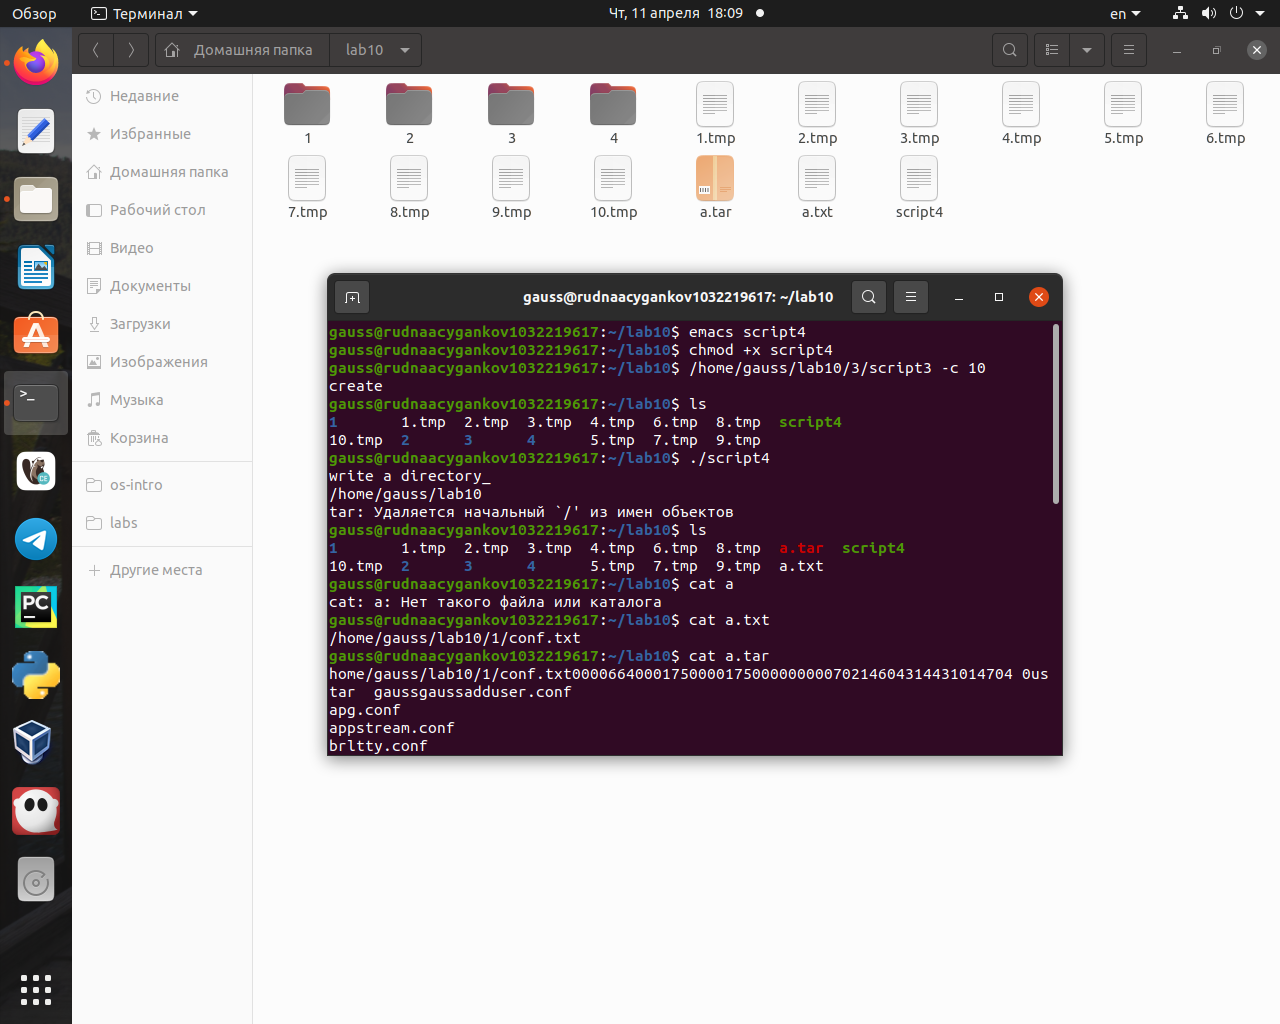 Обзор
Терминал
Чт, 11 апреля 18:09
en
Домашняя папка
lab10
Недавние
Избранные
Домашняя папка
Рабочий стол
Видео
Документы
Загрузки
Изображения
Музыка
Корзина
os-intro
labs
Другие места
1 2 3 4 1.tmp 2.tmp 3.tmp 4.tmp 5.tmp 6.tmp
7.tmp 8.tmp 9.tmp 10.tmp a.tar a.txt script4
gauss@rudnaacygankov1032219617: ~/lab10
gauss@rudnaacygankov1032219617:~/lab10$ emacs script4
gauss@rudnaacygankov1032219617:~/lab10$ chmod +x script4
gauss@rudnaacygankov1032219617:~/lab10$ /home/gauss/lab10/3/script3 -c 10
create
gauss@rudnaacygankov1032219617:~/lab10$ ls
1 1.tmp 2.tmp 3.tmp 4.tmp 6.tmp 8.tmp script4
10.tmp 2 3 4 5.tmp 7.tmp 9.tmp
gauss@rudnaacygankov1032219617:~/lab10$ ./script4
write a directory_
/home/gauss/lab10
tar: Удаляется начальный `/' из имен объектов
gauss@rudnaacygankov1032219617:~/lab10$ ls
1 1.tmp 2.tmp 3.tmp 4.tmp 6.tmp 8.tmp a.tar script4
10.tmp 2 3 4 5.tmp 7.tmp 9.tmp a.txt
gauss@rudnaacygankov1032219617:~/lab10$ cat a
cat: a: Нет такого файла или каталога
gauss@rudnaacygankov1032219617:~/lab10$ cat a.txt
/home/gauss/lab10/1/conf.txt
gauss@rudnaacygankov1032219617:~/lab10$ cat a.tar
home/gauss/lab10/1/conf.txt0000664000175000017500000000070214604314431014704 0us
tar gaussgaussadduser.conf
apg.conf
appstream.conf
brltty.conf
PC
CE